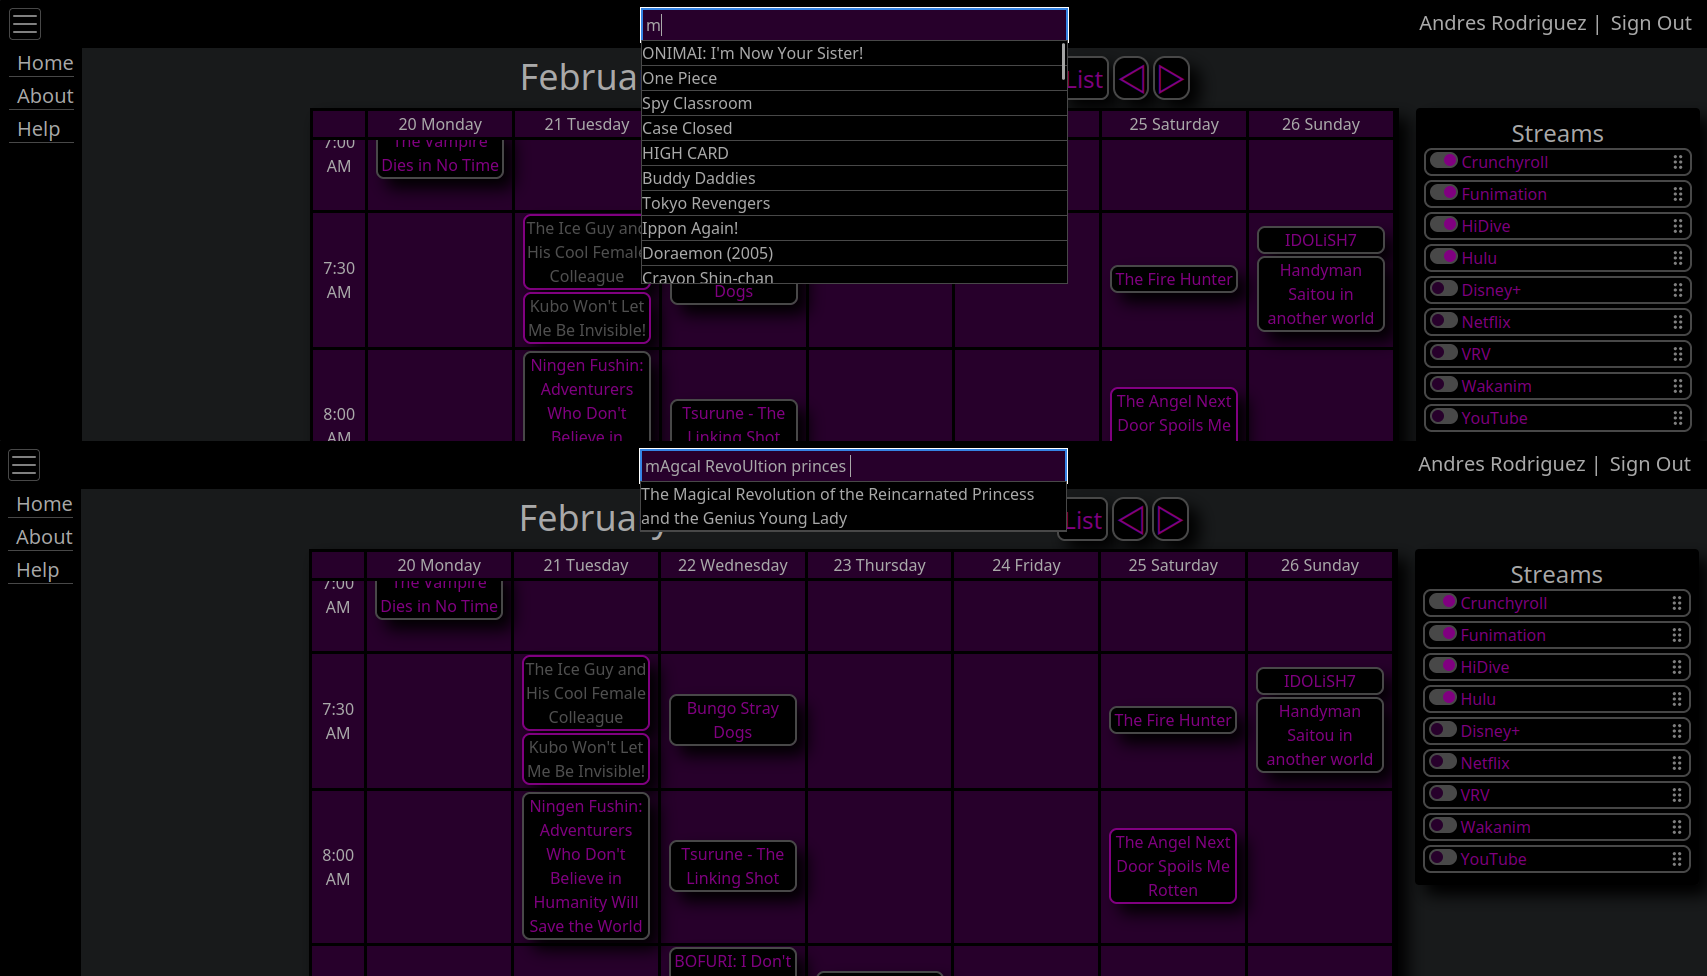 m
Andres Rodriguez | Sign Out
Home
About
Help
ONIMAI: I'm Now Your Sister!
One Piece
Spy Classroom
Case Closed
HIGH CARD
Buddy Daddies
Tokyo Revengers
Ippon Again!
Doraemon (2005)
Crayon Shin-chan
Februa
List
20 Monday
21 Tuesday
25 Saturday
26 Sunday
7:00
AM
The Vampire
Dies in No Time
7:30
AM
The Ice Guy and
His Cool Female
Colleague
Kubo Won't Let
Me Be Invisible!
Dogs
The Fire Hunter
IDOLiSH7
Handyman
Saitou in
another world
8:00
AM
Ningen Fushin:
Adventurers
Who Don't
Believe in
Tsurune - The
Linking Shot
The Angel Next
Door Spoils Me
Streams
Crunchyroll
Funimation
HiDive
Hulu
Disney+
Netflix
VRV
Wakanim
YouTube
mAgcal RevoUltion princes
Andres Rodriguez | Sign Out
Home
About
Help
The Magical Revolution of the Reincarnated Princess
and the Genius Young Lady
February
List
20 Monday
21 Tuesday
22 Wednesday
23 Thursday
24 Friday
25 Saturday
26 Sunday
7:00
AM
The Vampire
Dies in No Time
7:30
AM
The Ice Guy and
His Cool Female
Colleague
Kubo Won't Let
Me Be Invisible!
Bungo Stray
Dogs
The Fire Hunter
IDOLiSH7
Handyman
Saitou in
another world
8:00
AM
Ningen Fushin:
Adventurers
Who Don't
Believe in
Humanity Will
Save the World
Tsurune - The
Linking Shot
The Angel Next
Door Spoils Me
Rotten
BOFURI: I Don't
Streams
Crunchyroll
Funimation
HiDive
Hulu
Disney+
Netflix
VRV
Wakanim
YouTube